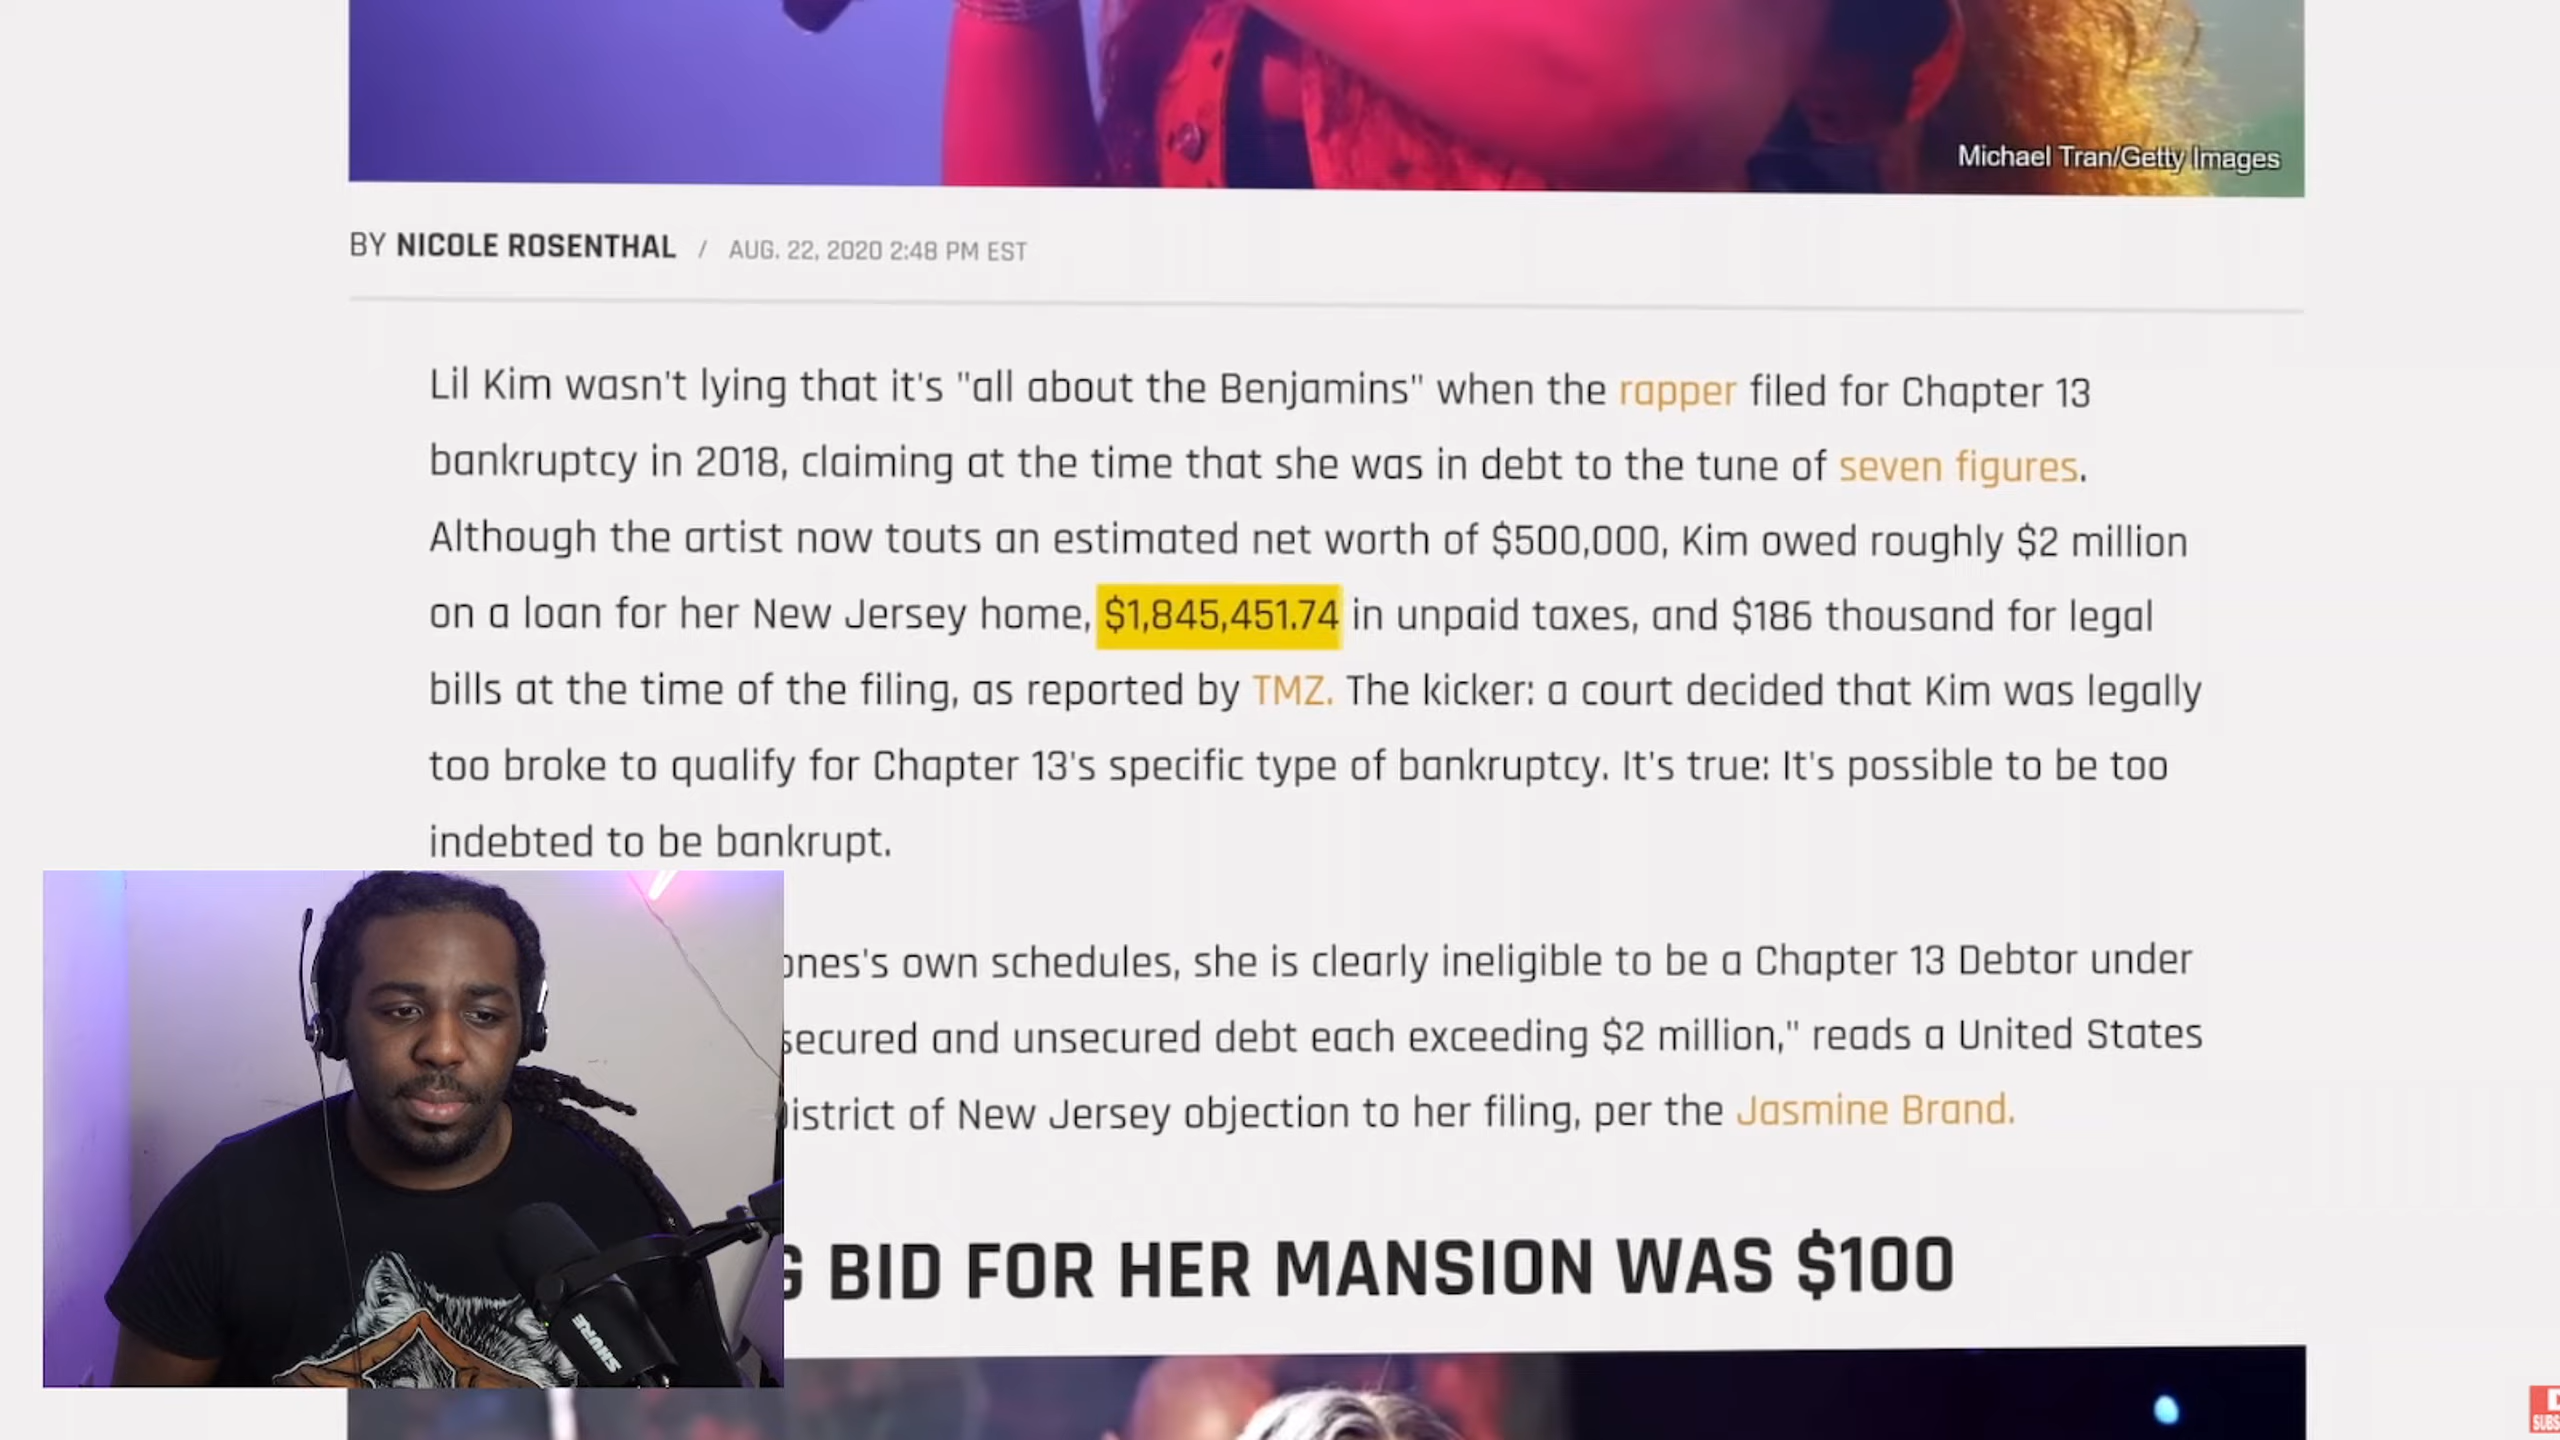 Michael Tran/Getty Images
BY NICOLE ROSENTHAL / AUG. 22, 2020 2:48 PM EST
Lil Kim wasn't lying that it's "all about the Benjamins" when the rapper filed for Chapter 13
bankruptcy in 2018, claiming at the time that she was in debt to the tune of seven figures.
Although the artist now touts an estimated net worth of $500,000, Kim owed roughly $2 million
on a loan for her New Jersey home, $1,845,451.74 in unpaid taxes, and $186 thousand for legal
bills at the time of the filing, as reported by TMZ. The kicker: a court decided that Kim was legally
too broke to qualify for Chapter 13's specific type of bankruptcy. It's true: It's possible to be too
indebted to be bankrupt.
ones's own schedules, she is clearly ineligible to be a Chapter 13 Debtor under
secured and unsecured debt each exceeding $2 million," reads a United States
istrict of New Jersey objection to her filing, per the Jasmine Brand.
G BID FOR HER MANSION WAS $100
SHURE
SUBS